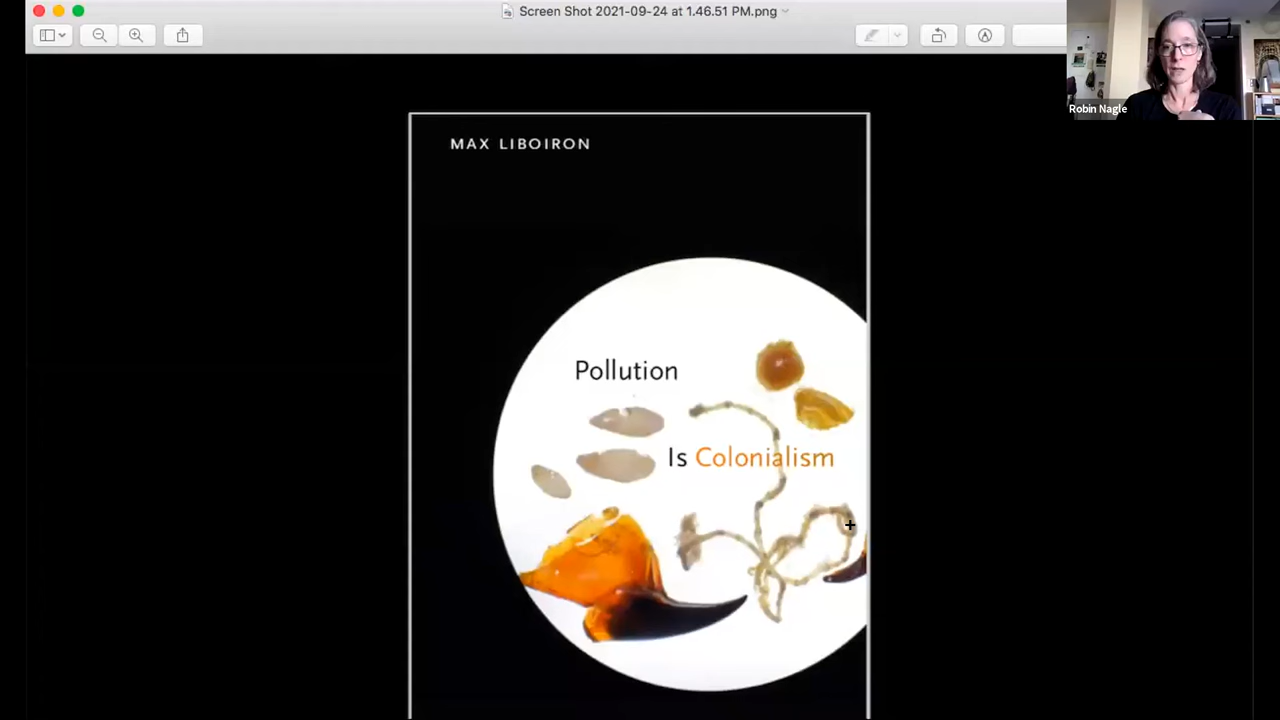 Screen Shot 2021-09-24 at 1.46.51 PM.png
Robin Nagle
MAX LIBOIRON
Pollution
Is Colonialism